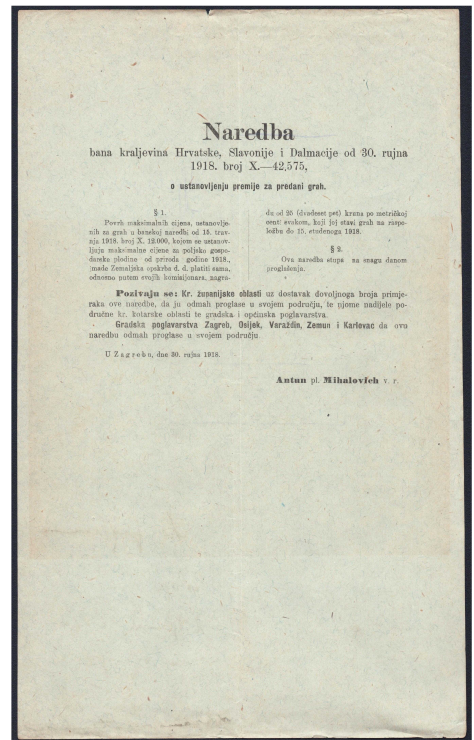 Naredba
bana kraljevina Hrvatske, Slavonije i Dalmacije od 30. rujna
1918. broj X.—42,575,
o ustanovljenju premije za predani grah.
§ 1.
Povrh maksimalnih cijena, ustanovlje-
nih za grah u banskoj naredbi od 15. trav-
nja 1918. broj X. 12.000, kojom se ustanov-
ljuju maksimalne cijene za poljsko gospo-
darske plodine od priroda godine 1918.,
imade Zemaljska opskrba d. d. platiti sama,
odnosno putem svojih komisijonara, nagra-
du od 25 (dvadeset pet) kruna po metričkoj
centi svakom, koji joj stavi grah na raspo-
ložbu do 15. studenoga 1918.
§ 2.
Ova naredba stupa na snagu danom
proglašenja.
Pozivaju se: Kr. županijske oblasti uz dostavak dovoljnoga broja primje-
raka ove naredbe, da ju odmah proglase u svojem području, te njome nadijele po-
dručne kr. kotarske oblasti te gradska i općinska poglavarstva.
Gradska poglavarstva Zagreb, Osijek, Varaždin, Zemun i Karlovac da ovu
naredbu odmah proglase u svojem području.
U Zagrebu, dne 30. rujna 1918.
Antun pl. Mihalovich v. r.